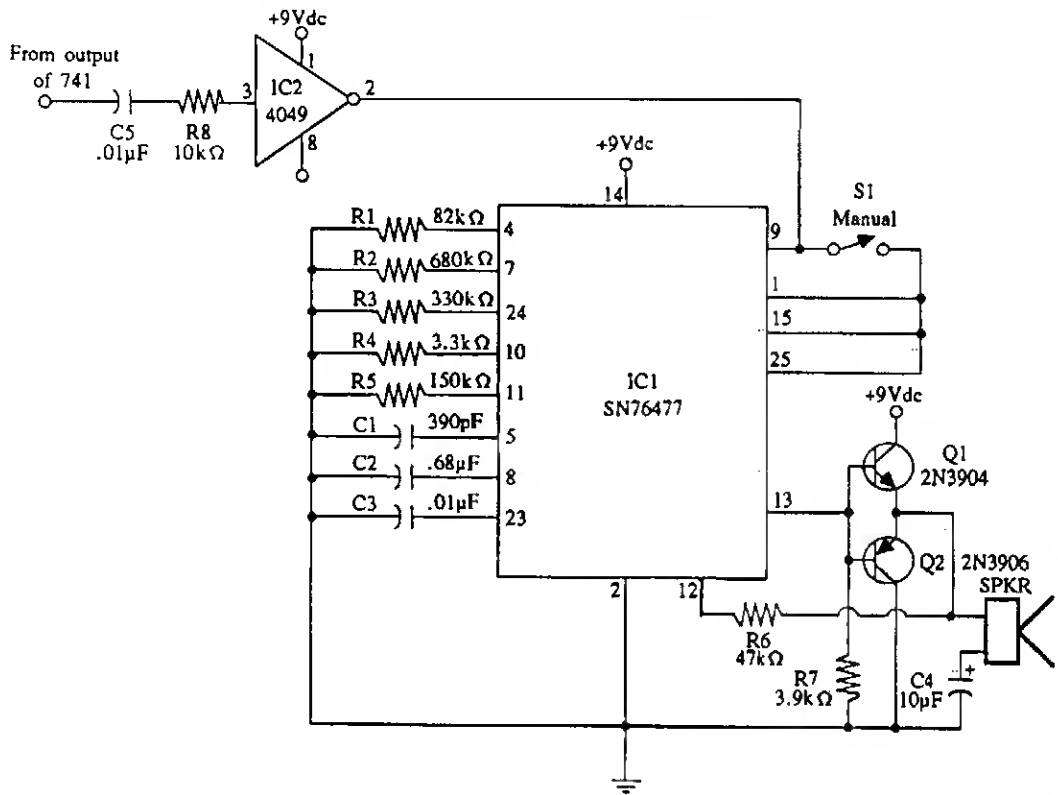 +9Vdc
From output
of 741
1
3
IC2
4049
2
8
C5
.01µF
R8
10kΩ
+9Vdc
14
S1
Manual
R1
82kΩ
4
9
R2
680kΩ
7
1
R3
330kΩ
24
15
R4
3.3kΩ
10
25
R5
150kΩ
11
IC1
SN76477
C1
390pF
5
+9Vdc
C2
.68µF
8
Q1
2N3904
C3
.01µF
23
13
Q2
2N3906
SPKR
2
12
R6
47kΩ
R7
3.9kΩ
C4
10µF
+